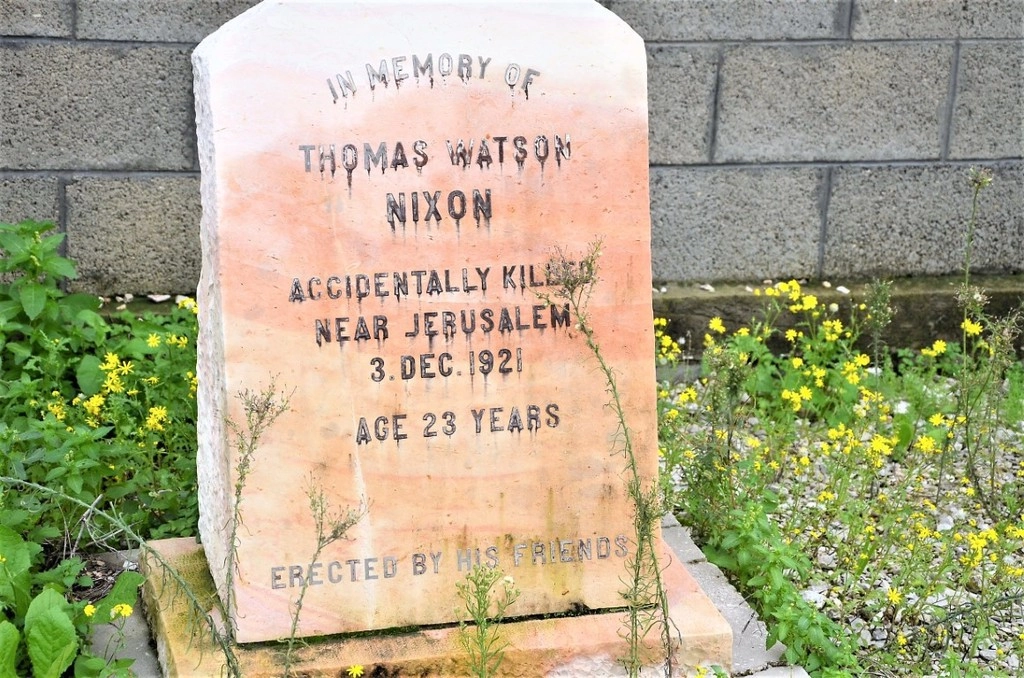 IN MEMORY OF
THOMAS WATSON
NIXON
ACCIDENTALLY KILLED
NEAR JERUSALEM
3. DEC. 1921
AGE 23 YEARS
ERECTED BY HIS FRIENDS.